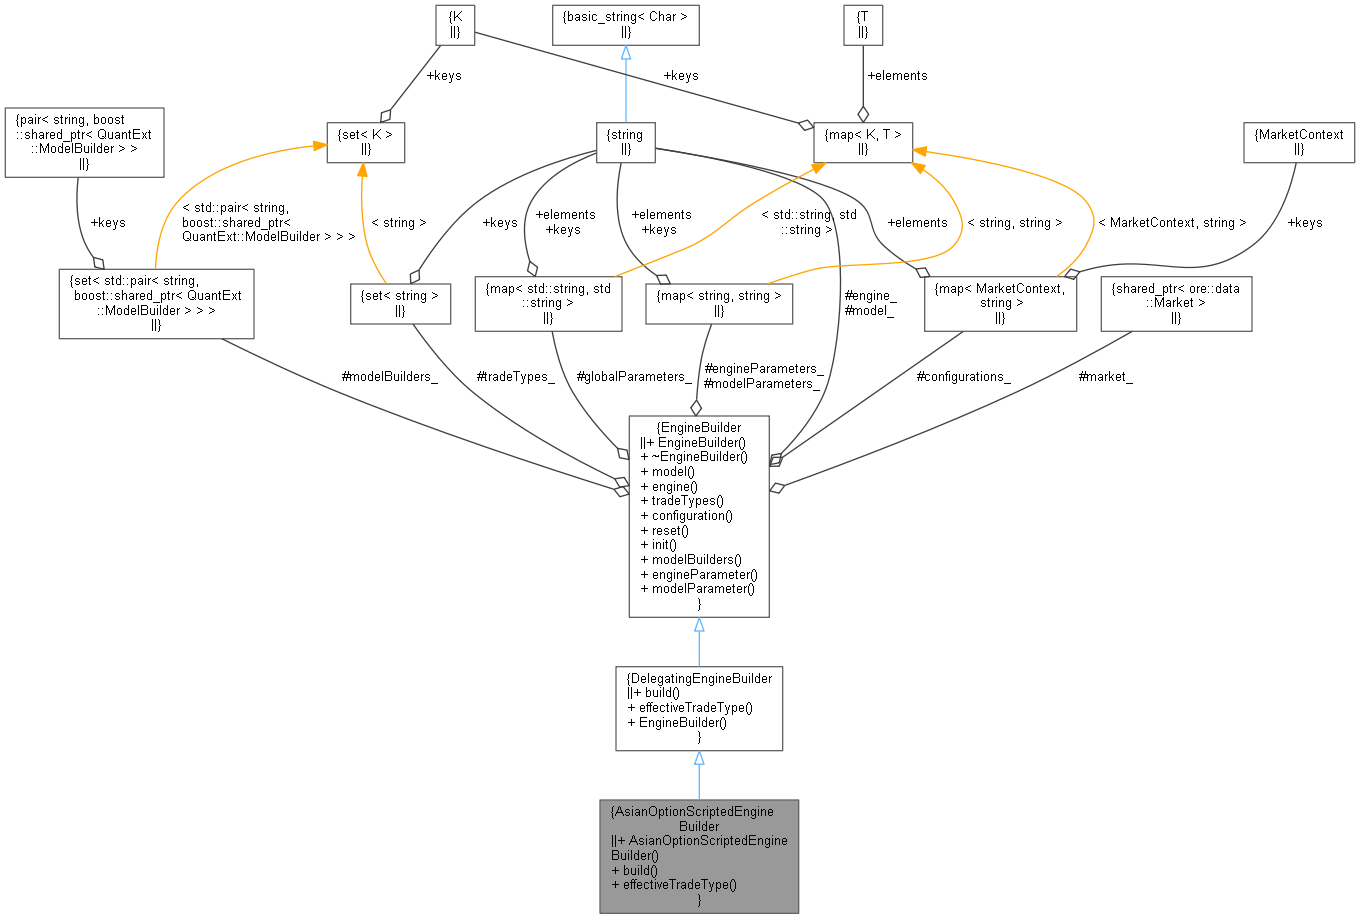 {K
||}
{basic_string< Char >
||}
{T
||}
+keys
+keys
+elements
{pair< string, boost
::shared_ptr< QuantExt
::ModelBuilder > >
||}
{set< K >
||}
{string
||}
{map< K, T >
||}
{MarketContext
||}
+keys
< std::pair< string,
boost::shared_ptr<
QuantExt::ModelBuilder > > >
< string >
+keys
+elements
+keys
+elements
+keys
< std::string, std
::string >
+elements
< string, string >
< MarketContext, string >
+keys
{set< std::pair< string,
boost::shared_ptr< QuantExt
::ModelBuilder > > >
||}
{set< string >
||}
{map< std::string, std
::string >
||}
{map< string, string >
||}
#engine_
#model_
{map< MarketContext,
string >
||}
{shared_ptr< ore::data
::Market >
||}
#modelBuilders_
#tradeTypes_
#globalParameters_
#engineParameters_
#modelParameters_
#configurations_
#market_
{EngineBuilder
||+ EngineBuilder()
+ ~EngineBuilder()
+ model()
+ engine()
+ tradeTypes()
+ configuration()
+ reset()
+ init()
+ modelBuilders()
+ engineParameter()
+ modelParameter()
}
{DelegatingEngineBuilder
||+ build()
+ effectiveTradeType()
+ EngineBuilder()
}
{AsianOptionScriptedEngine
Builder
||+ AsianOptionScriptedEngine
Builder()
+ build()
+ effectiveTradeType()
}